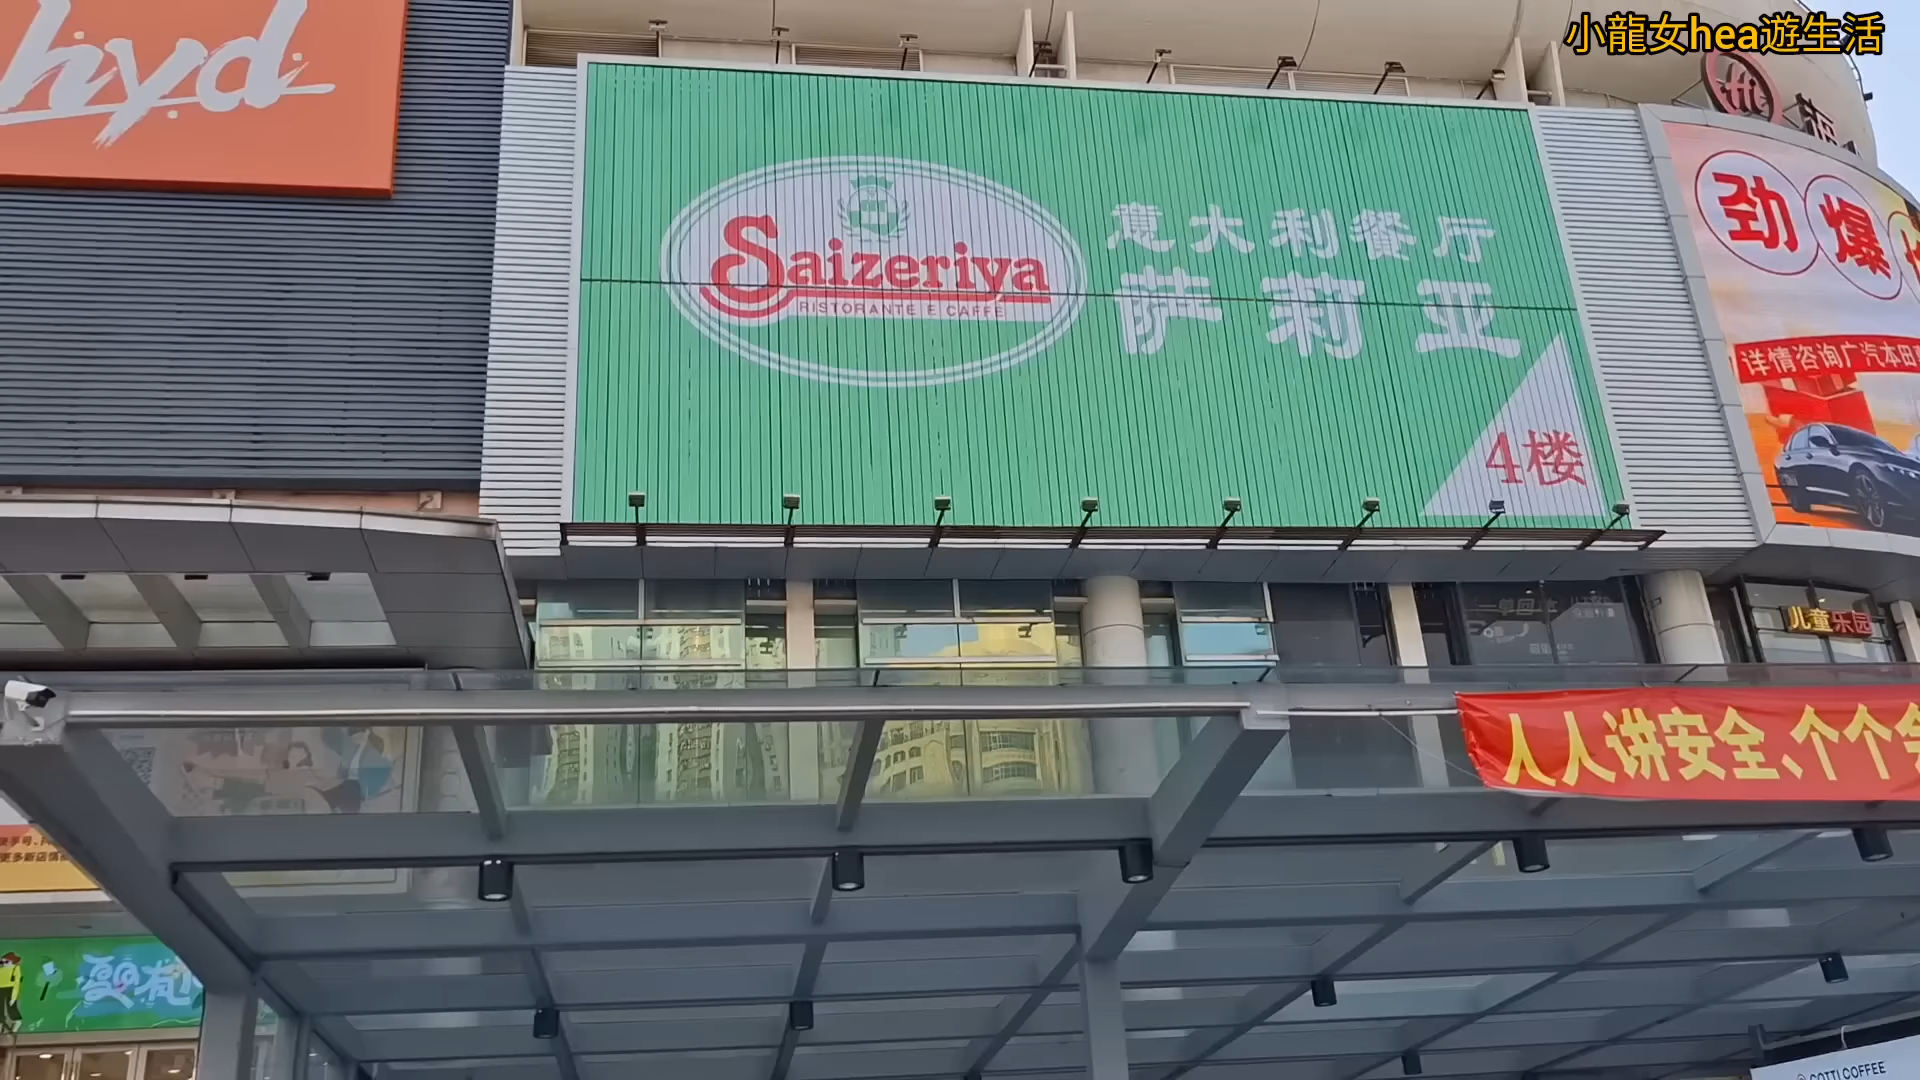 小龍女hea遊生活
hyd
Saizeriya
RISTORANTE E CAFFE
意大利餐厅
萨莉亚
4楼
劲爆
详情咨询广汽本田
儿童乐园
人人讲安全、个个会
COTTI COFFEE